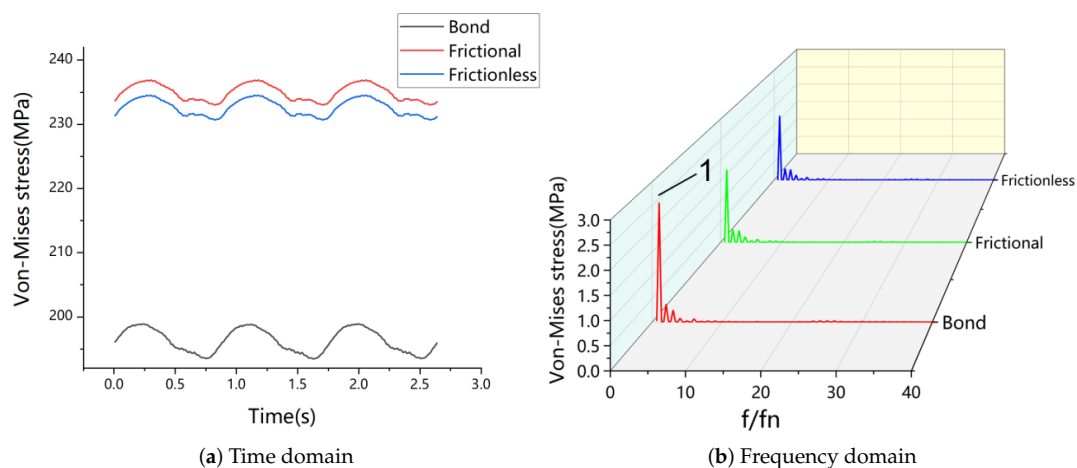 Bond
Frictional
Frictionless
240
230
220
210
200
Von-Mises stress(MPa)
0.0 0.5 1.0 1.5 2.0 2.5 3.0
Time(s)
(a) Time domain
1
3.0
2.5
2.0
1.5
1.0
0.5
0.0
Von-Mises stress(MPa)
0 10 20 30 40
f/fn
Frictionless
Frictional
Bond
(b) Frequency domain